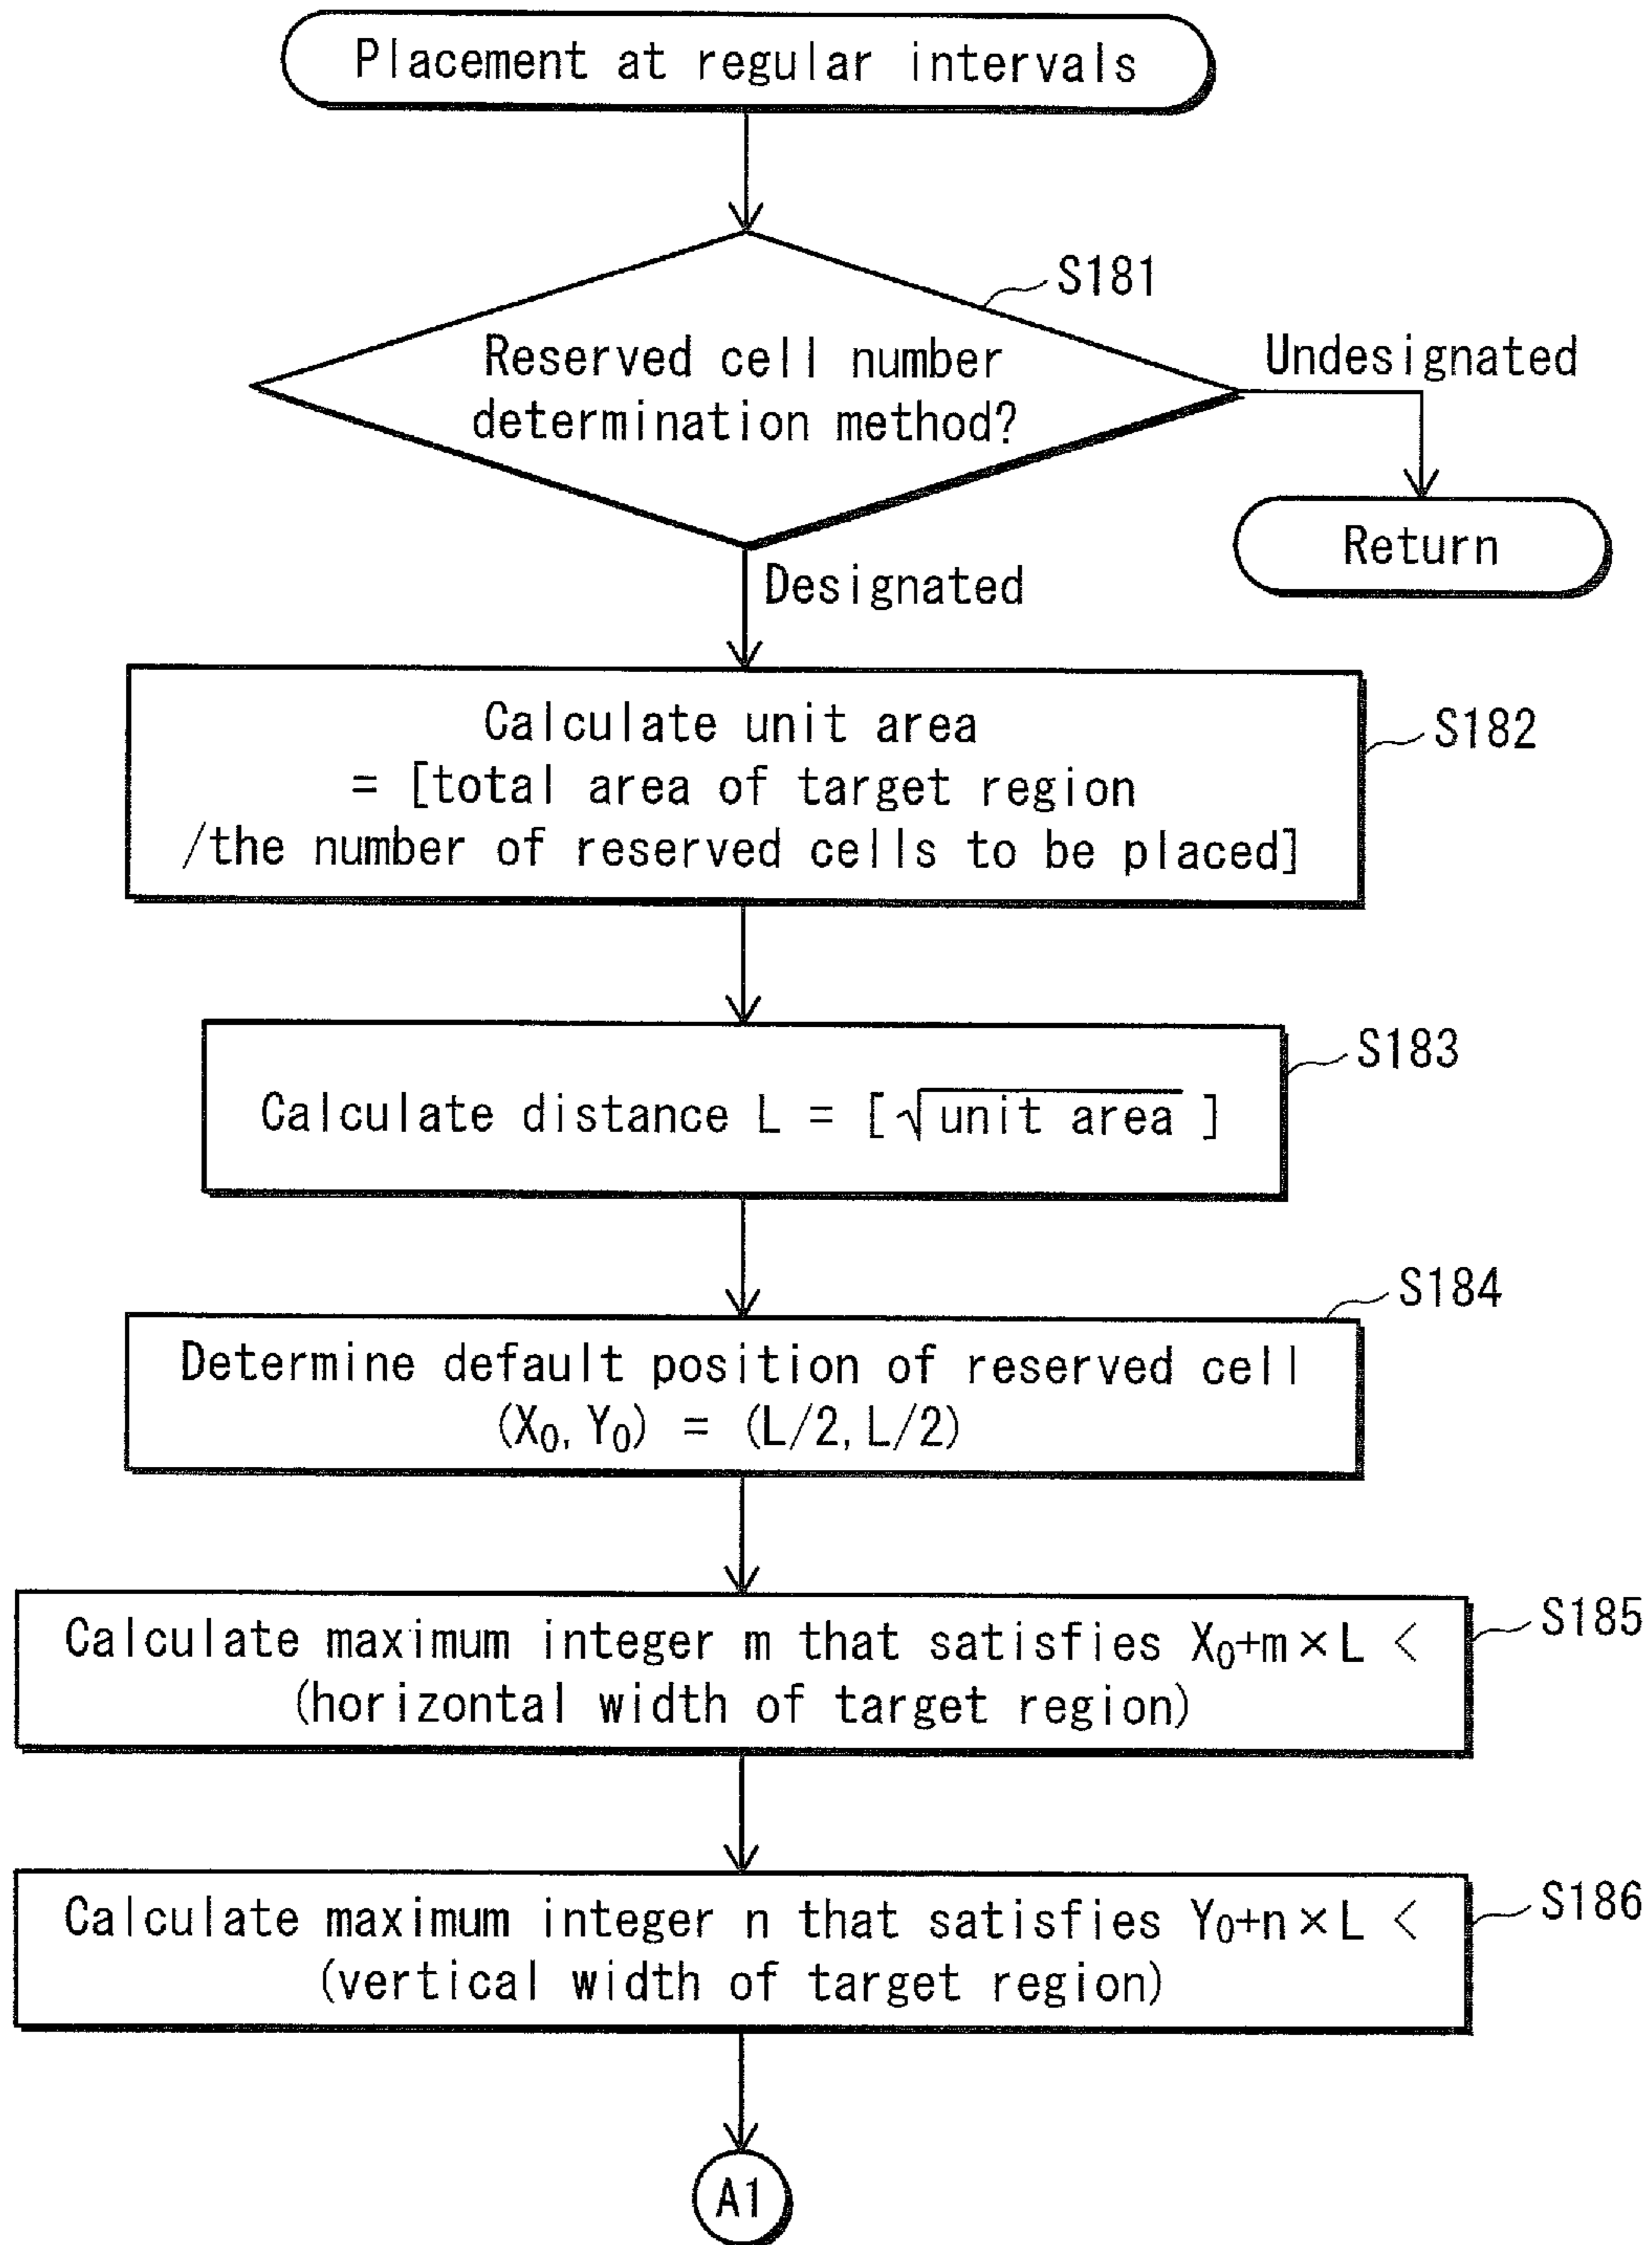 Placement at regular intervals
S181
Reserved cell number
determination method?
Undesignated
Return
Designated
Calculate unit area
= [total area of target region
/the number of reserved cells to be placed]
S182
Calculate distance L = [√unit area ]
S183
S184
Determine default position of reserved cell
(X₀, Y₀) = (L/2, L/2)
Calculate maximum integer m that satisfies X₀+m×L <
(horizontal width of target region)
S185
Calculate maximum integer n that satisfies Y₀+n×L <
(vertical width of target region)
S186
A1